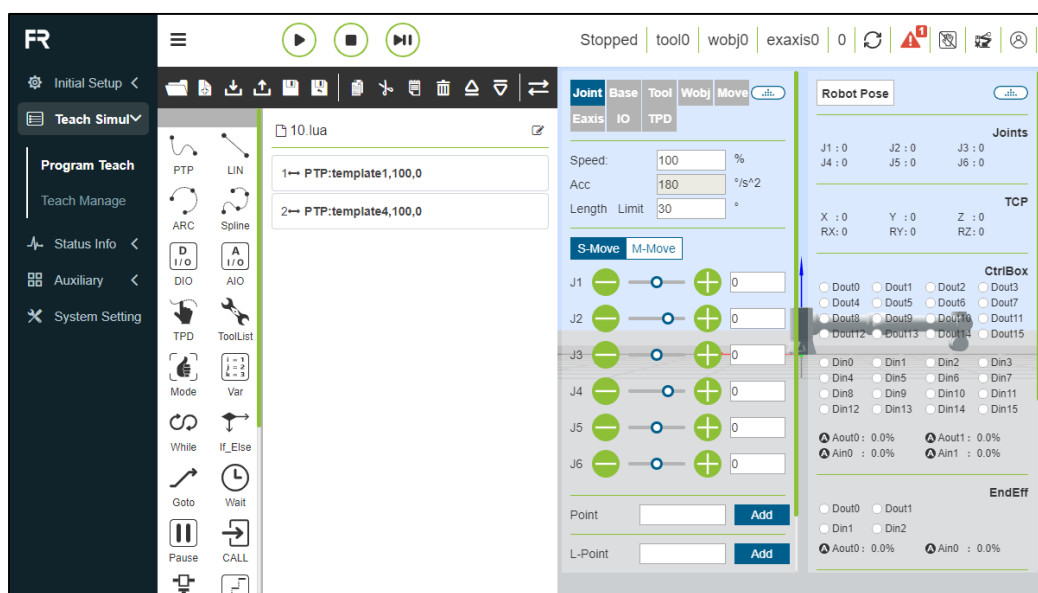 FR
Stopped tool0 wobj0 exaxis0 0 1
Initial Setup
Teach Simul
Program Teach
Teach Manage
Status Info
Auxiliary
System Setting
PTP LIN
ARC Spline
D I/O A I/O
DIO AIO
TPD ToolList
i = 1
j = 2
k = 3
Mode Var
While If_Else
Goto Wait
Pause CALL
10.lua
1 PTP:template1,100,0
2 PTP:template4,100,0
Joint Base Tool Wobj Move
Eaxis IO TPD
Speed: 100 %
Acc 180 °/s^2
Length Limit 30 °
S-Move M-Move
J1 0
J2 0
J3 0
J4 0
J5 0
J6 0
Point Add
L-Point Add
Robot Pose
Joints
J1 : 0 J2 : 0 J3 : 0
J4 : 0 J5 : 0 J6 : 0
TCP
X : 0 Y : 0 Z : 0
RX: 0 RY: 0 RZ: 0
CtrlBox
Dout0 Dout1 Dout2 Dout3
Dout4 Dout5 Dout6 Dout7
Dout8 Dout9 Dout10 Dout11
Dout12 Dout13 Dout14 Dout15
Din0 Din1 Din2 Din3
Din4 Din5 Din6 Din7
Din8 Din9 Din10 Din11
Din12 Din13 Din14 Din15
A Aout0 : 0.0% A Aout1 : 0.0%
A Ain0 : 0.0% A Ain1 : 0.0%
EndEff
Dout0 Dout1
Din1 Din2
A Aout0 : 0.0% A Ain0 : 0.0%